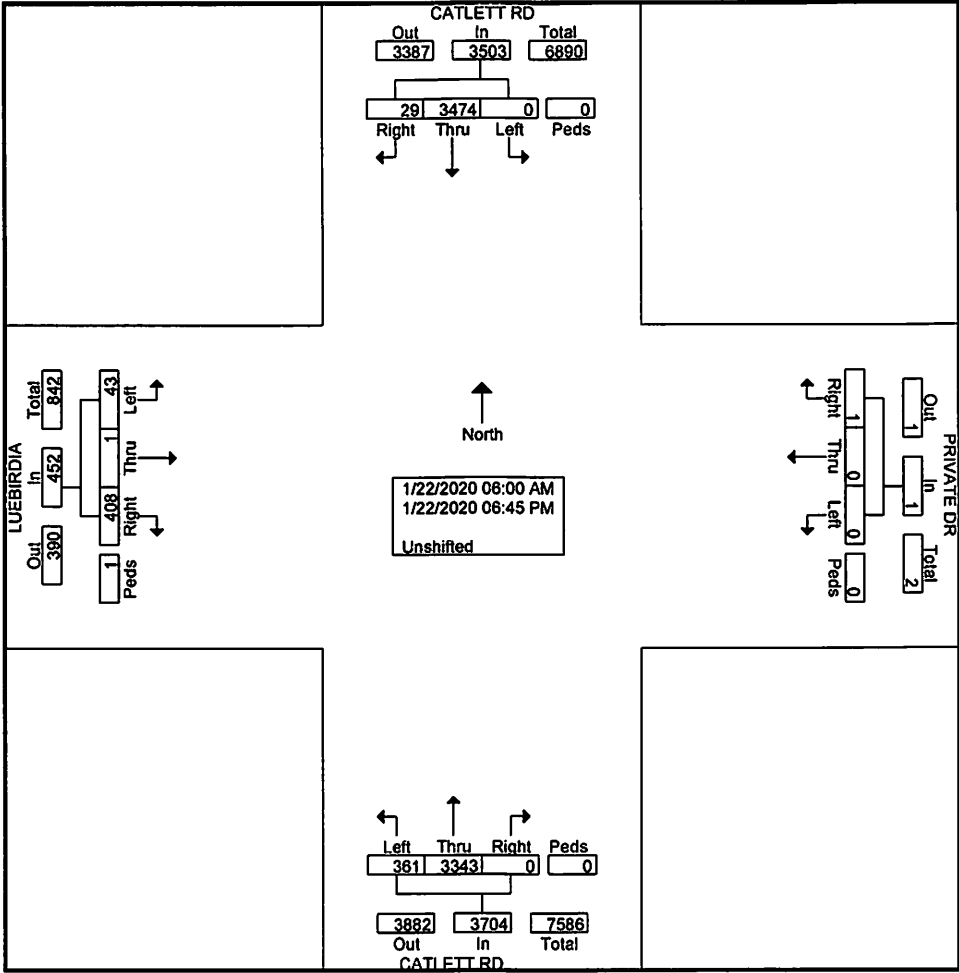 CATLETT RD
Out In Total
3387 3503 6890
29 3474 0 0
Right Thru Left Peds
Total 842
In 452
Out 390
LUEBIRDIA
43 Left
1 Thru
408 Right
1 Peds
North
1/22/2020 06:00 AM
1/22/2020 06:45 PM
Unshifted
Right 1
Thru 0
Left 0
Peds 0
Out 1
In 1
Total 2
PRIVATE DR
Left Thru Right Peds
361 3343 0 0
3882 3704 7586
Out In Total
CATLETT RD